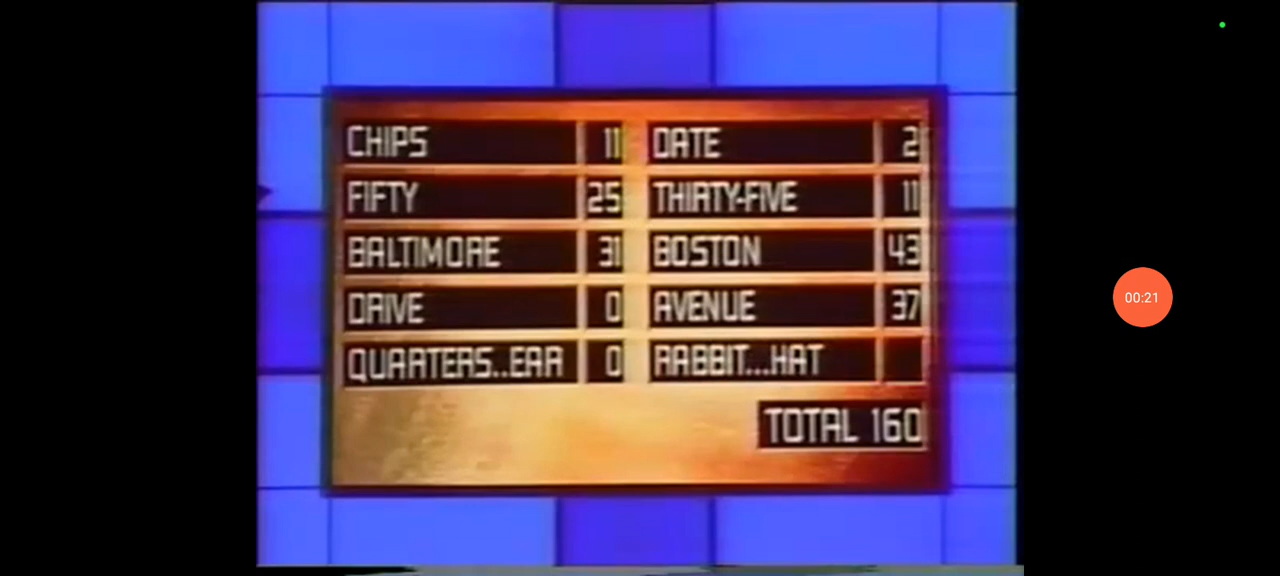 CHIPS 11 DATE 2
FIFTY 25 THIRTY-FIVE 11
BALTIMORE 31 BOSTON 43
DRIVE 0 AVENUE 37
QUARTERS..EAR 0 RABBIT...HAT
TOTAL 160
00:21